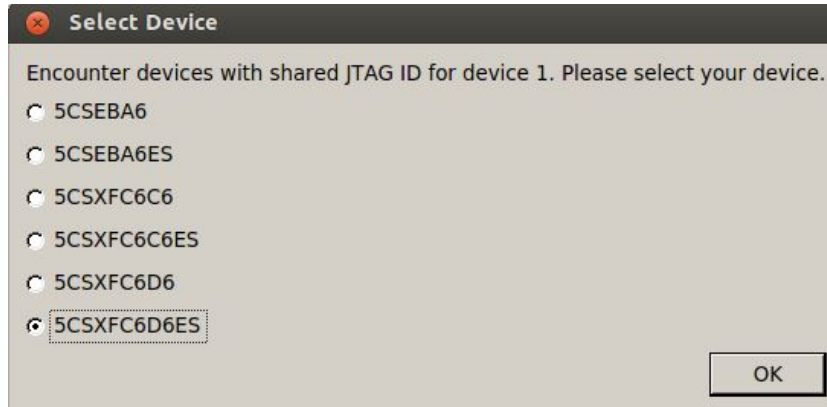 Select Device
Encounter devices with shared JTAG ID for device 1. Please select your device.
5CSEBA6
5CSEBA6ES
5CSXFC6C6
5CSXFC6C6ES
5CSXFC6D6
5CSXFC6D6ES
OK